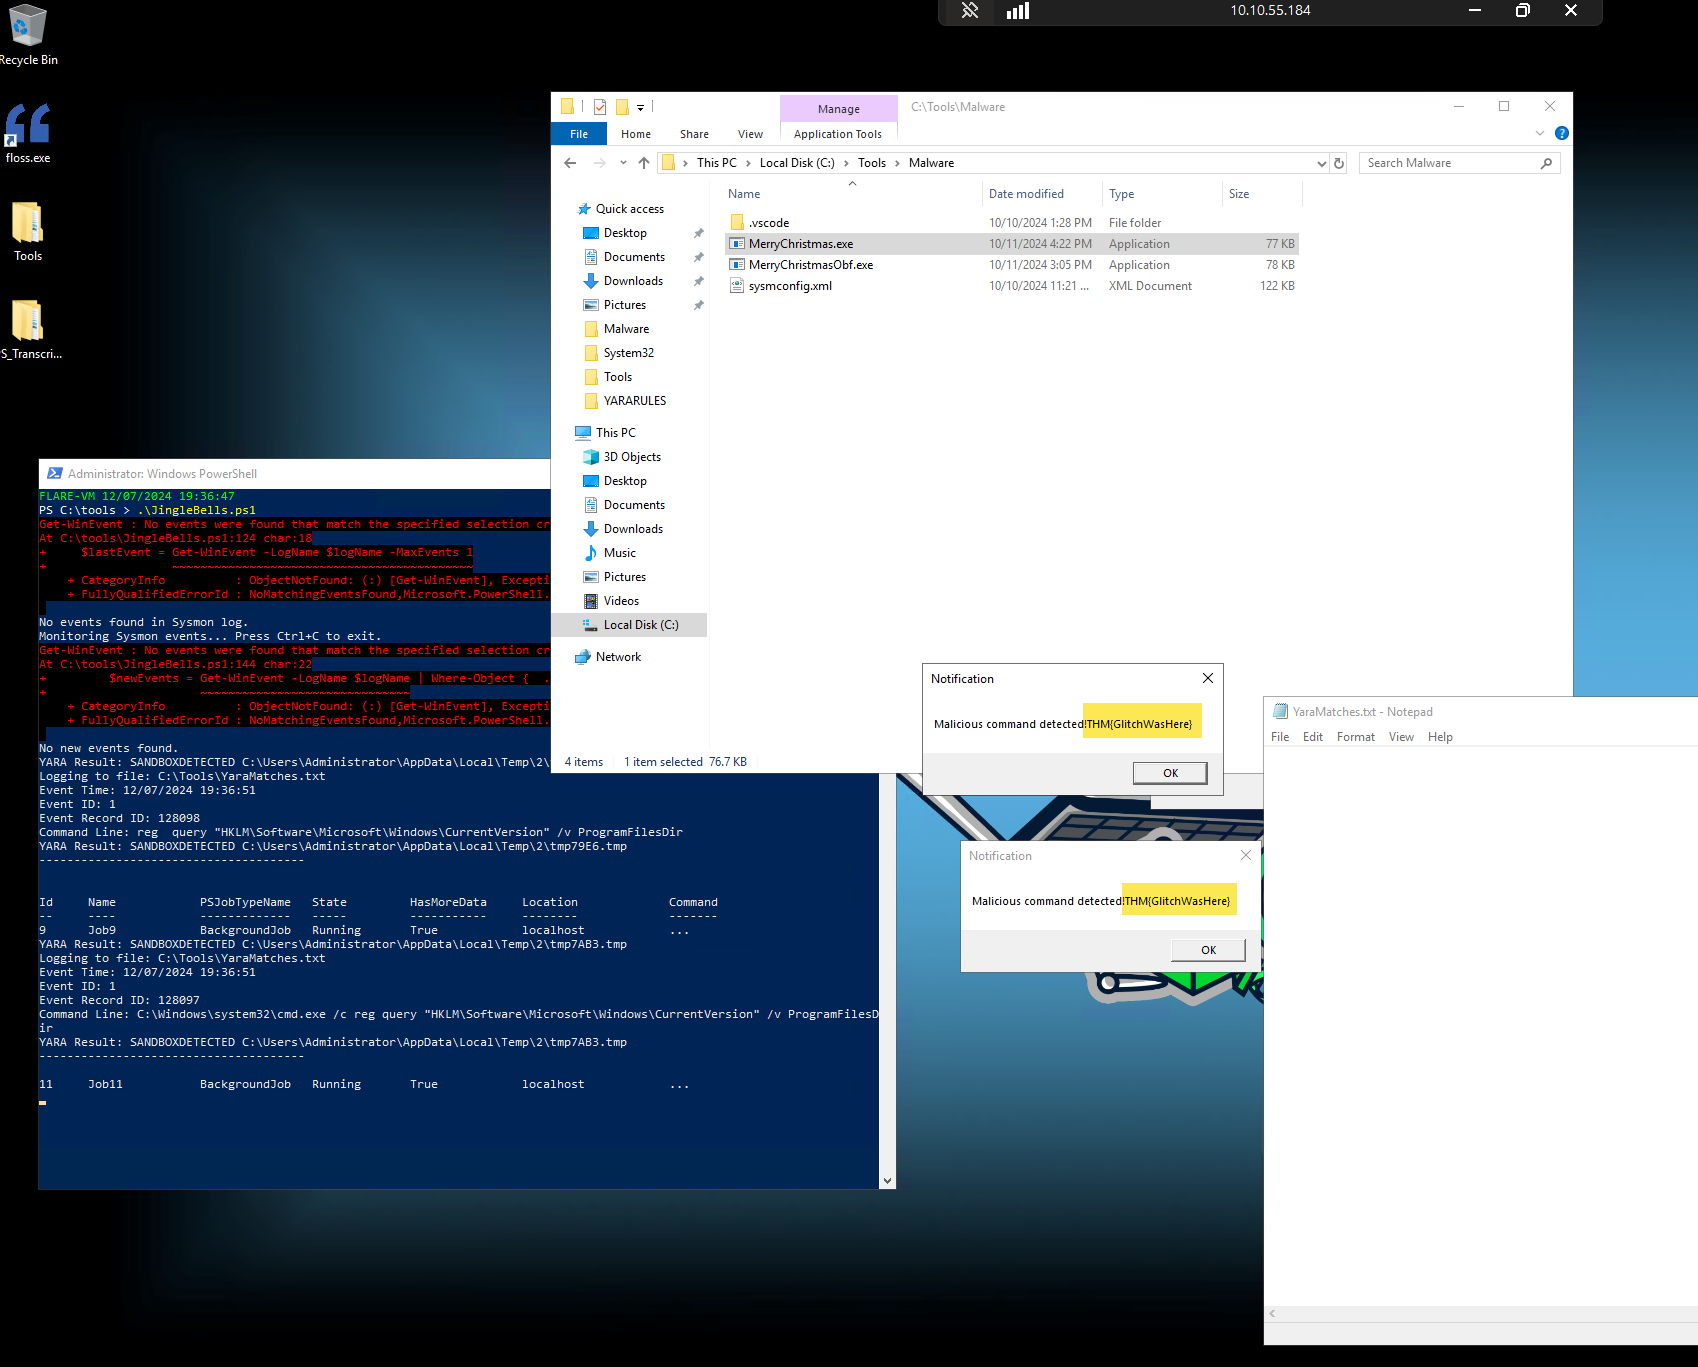 10.10.55.184
Recycle Bin
floss.exe
Tools
S_Transcri...
Manage
C:\Tools\Malware
File
Home
Share
View
Application Tools
This PC
Local Disk (C:)
Tools
Malware
Search Malware
Name
Date modified
Type
Size
.vscode 10/10/2024 1:28 PM File folder
MerryChristmas.exe 10/11/2024 4:22 PM Application 77 KB
MerryChristmasObf.exe 10/11/2024 3:05 PM Application 78 KB
sysmconfig.xml 10/10/2024 11:21 ... XML Document 122 KB
Quick access
Desktop
Documents
Downloads
Pictures
Malware
System32
Tools
YARARULES
This PC
3D Objects
Desktop
Documents
Downloads
Music
Pictures
Videos
Local Disk (C:)
Network
4 items 1 item selected 76.7 KB
Administrator: Windows PowerShell
FLARE-VM 12/07/2024 19:36:47
PS C:\tools > .\JingleBells.ps1
Get-WinEvent : No events were found that match the specified selection cr
At C:\tools\JingleBells.ps1:124 char:18
+     $lastEvent = Get-WinEvent -LogName $logName -MaxEvents 1
+                  ~~~~~~~~~~~~~~~~~~~~~~~~~~~~~~~~~~~~~~~~~~~
    + CategoryInfo          : ObjectNotFound: (:) [Get-WinEvent], Excepti
    + FullyQualifiedErrorId : NoMatchingEventsFound,Microsoft.PowerShell.
No events found in Sysmon log.
Monitoring Sysmon events... Press Ctrl+C to exit.
Get-WinEvent : No events were found that match the specified selection cr
At C:\tools\JingleBells.ps1:144 char:22
+         $newEvents = Get-WinEvent -LogName $logName | Where-Object {  .
+                      ~~~~~~~~~~~~~~~~~~~~~~~~~~~~~~
    + CategoryInfo          : ObjectNotFound: (:) [Get-WinEvent], Excepti
    + FullyQualifiedErrorId : NoMatchingEventsFound,Microsoft.PowerShell.
No new events found.
YARA Result: SANDBOXDETECTED C:\Users\Administrator\AppData\Local\Temp\2\
Logging to file: C:\Tools\YaraMatches.txt
Event Time: 12/07/2024 19:36:51
Event ID: 1
Event Record ID: 128098
Command Line: reg  query "HKLM\Software\Microsoft\Windows\CurrentVersion" /v ProgramFilesDir
YARA Result: SANDBOXDETECTED C:\Users\Administrator\AppData\Local\Temp\2\tmp79E6.tmp
--------------------------------------
Id     Name            PSJobTypeName   State         HasMoreData     Location             Command
--     ----            -------------   -----         -----------     --------             -------
9      Job9            BackgroundJob   Running       True            localhost            ...
YARA Result: SANDBOXDETECTED C:\Users\Administrator\AppData\Local\Temp\2\tmp7AB3.tmp
Logging to file: C:\Tools\YaraMatches.txt
Event Time: 12/07/2024 19:36:51
Event ID: 1
Event Record ID: 128097
Command Line: C:\Windows\system32\cmd.exe /c reg query "HKLM\Software\Microsoft\Windows\CurrentVersion" /v ProgramFilesD
ir
YARA Result: SANDBOXDETECTED C:\Users\Administrator\AppData\Local\Temp\2\tmp7AB3.tmp
--------------------------------------
11     Job11           BackgroundJob   Running       True            localhost            ...
Notification
Malicious command detected!THM{GlitchWasHere}
OK
Notification
Malicious command detected!THM{GlitchWasHere}
OK
YaraMatches.txt - Notepad
File Edit Format View Help